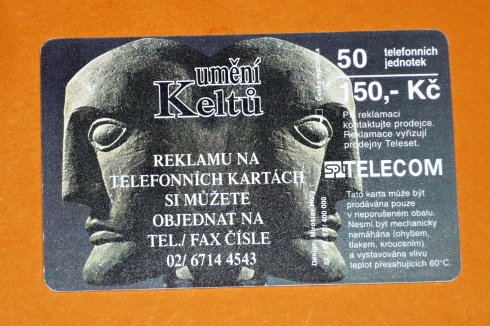 umění
Keltů
REKLAMU NA
TELEFONNÍCH KARTÁCH
SI MŮŽETE
OBJEDNAT NA
TEL./ FAX ČÍSLE
02/ 6714 4543
50 telefonních
jednotek
150,- Kč
Při reklamaci
kontaktujte prodejce.
Reklamace vyřizují
prodejny Teleset.
SPT TELECOM
Tato karta může být
prodávána pouze
v neporušeném obalu.
Nesmí být mechanicky
namáhána (ohybem,
tlakem, kroucením)
a vystavována vlivu
teplot přesahujících 60°C.